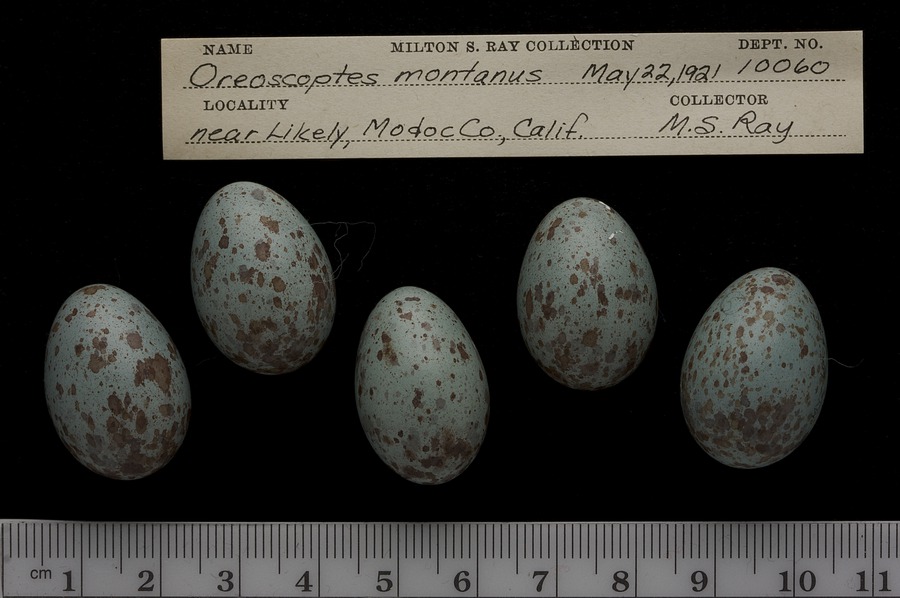 NAME MILTON S. RAY COLLECTION DEPT. NO.
Oreoscoptes montanus May 22, 1921 10060
LOCALITY COLLECTOR
near Likely, Modoc Co., Calif. M.S. Ray
cm 1 2 3 4 5 6 7 8 9 10 11